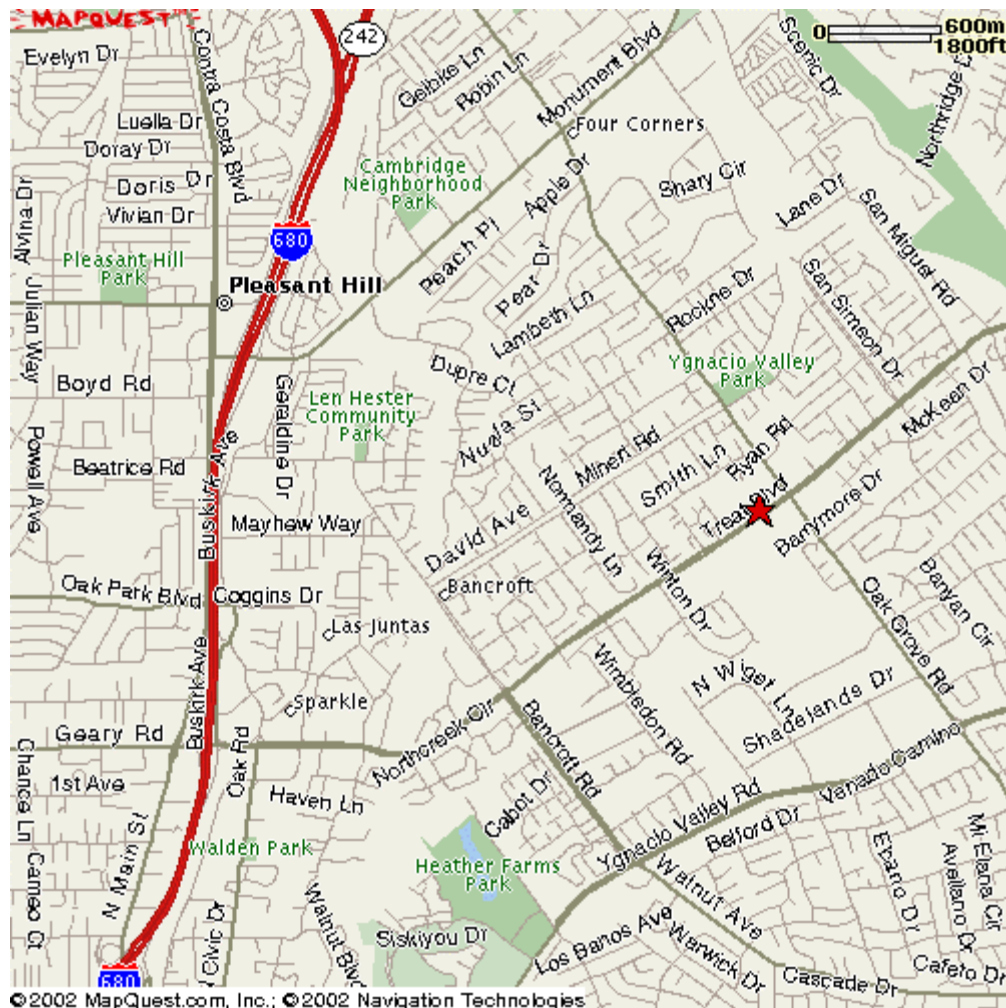 MAPQUEST
242
0 600m
1800ft
Evelyn Dr
Contra Costa Blvd
Gelbke Ln
Robin Ln
Monument Blvd
Scenic Dr
Northridge Dr
Luella Dr
Four Corners
Doray Dr
Cambridge
Neighborhood
Park
Apple Dr
Shary Cir
Lane Dr
Doris Dr
Alvina Dr
Vivian Dr
San Miguel Rd
680
Peach Pl
Pear Dr
Pleasant Hill
Park
Pleasant Hill
San Simeon Dr
Rockne Dr
Lambeth Ln
Julian Way
Boyd Rd
Dupre Ct
Ygnacio Valley
Park
Geraldine Dr
Len Hester
Community
Park
McKean Dr
Nuala St
Minert Rd
Ryan Rd
Powell Ave
Beatrice Rd
Buskirk Ave
Smith Ln
Normandy Ln
Treat Blvd
Barrymore Dr
Mayhew Way
David Ave
Winton Dr
Bancroft
Oak Park Blvd
Coggins Dr
Oak Grove Rd
Banyan Cir
Las Juntas
Buskirk Ave
Wimbledon Rd
N Wiget Ln
Sparkle
Shadelands Dr
Geary Rd
Oak Rd
Northcreek Cir
Bancroft Rd
Venado Camino
Chance Ln
1st Ave
Haven Ln
Cabot Dr
Ygnacio Valley Rd
Belford Dr
N Main St
Walden Park
Heather Farms
Park
Walnut Ave
Ebano Dr
Avellano Dr
Mi Elana Cir
Cameo Ct
N Civic Dr
Walnut Blvd
Siskiyou Dr
Los Banos Ave
Warwick Dr
Cascade Dr
Cafeto Dr
680
©2002 MapQuest.com, Inc.; ©2002 Navigation Technologies